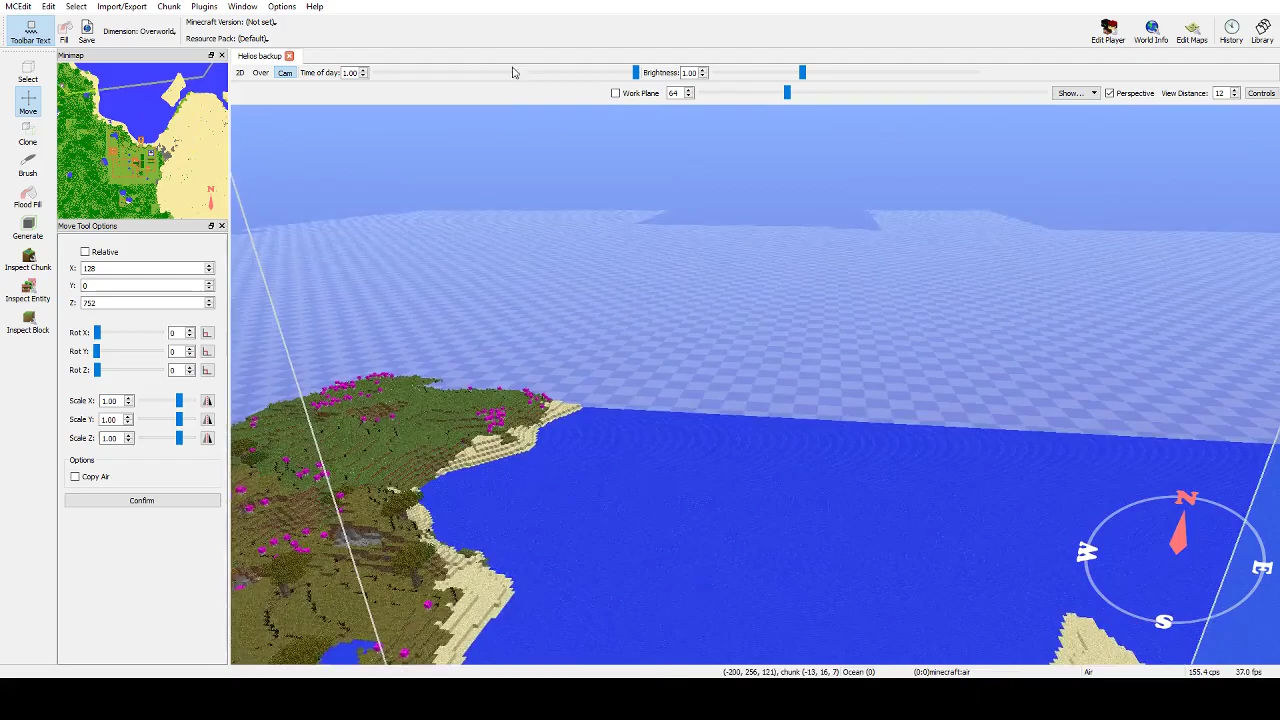 MCEdit Edit Select Import/Export Chunk Plugins Window Options Help
Toolbar Text Fill Save Dimension: Overworld. Minecraft Version: (Not set). Resource Pack: (Default). Edit Player World Info Edit Maps History Library
Minimap
Helios backup
2D Over Cam Time of day: 1.00 Brightness: 1.00
Work Plane 64 Show... Perspective View Distance: 12 Controls
Select
Move
Clone
Brush
Flood Fill
Generate
Inspect Chunk
Inspect Entity
Inspect Block
N
Move Tool Options
Relative
X: 128
Y: 0
Z: 752
Rot X: 0
Rot Y: 0
Rot Z: 0
Scale X: 1.00
Scale Y: 1.00
Scale Z: 1.00
Options
Copy Air
Confirm
N
W
E
S
(-200, 256, 121), chunk (-13, 16, 7) Ocean (0) (0:0)minecraft:air Air 155.4 cps 37.0 fps